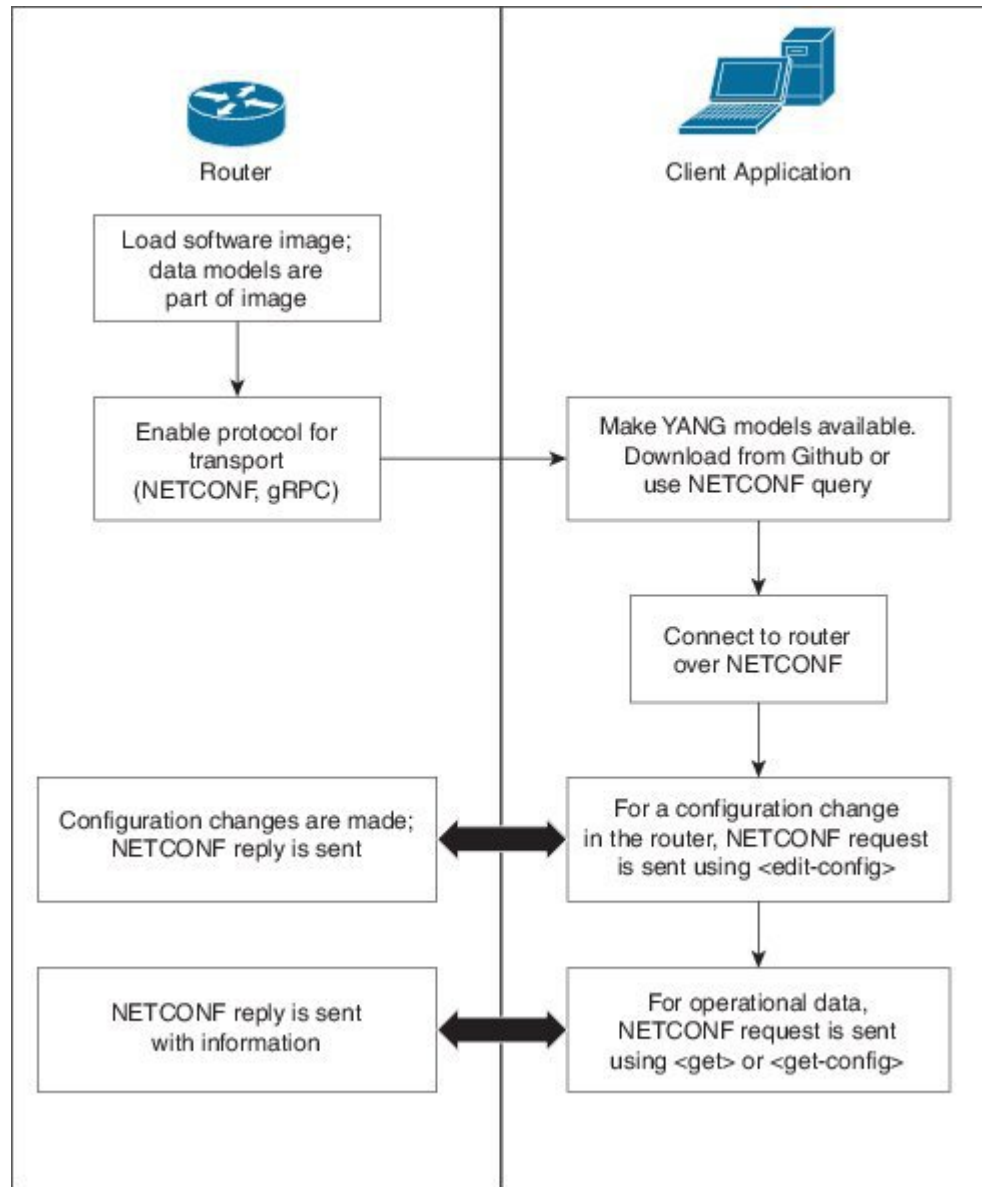 Router
Client Application
Load software image;
data models are
part of image
Enable protocol for
transport
(NETCONF, gRPC)
Make YANG models available.
Download from Github or
use NETCONF query
Connect to router
over NETCONF
Configuration changes are made;
NETCONF reply is sent
For a configuration change
in the router, NETCONF request
is sent using <edit-config>
NETCONF reply is sent
with information
For operational data,
NETCONF request is sent
using <get> or <get-config>